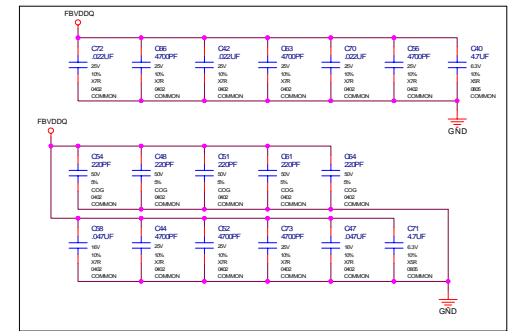 FBVDDQ
C72 C66 C42 C63 C70 C56 C40
.022UF 4700PF .022UF 4700PF .022UF 4700PF 4.7UF
25V 25V 25V 25V 25V 25V 6.3V
10% 10% 10% 10% 10% 10% 10%
X7R X7R X7R X7R X7R X7R X5R
0402 0402 0402 0402 0402 0402 0805
COMMON COMMON COMMON COMMON COMMON COMMON COMMON
GND
FBVDDQ
C54 C48 C51 C61 C64
220PF 220PF 220PF 220PF 220PF
50V 50V 50V 50V 50V
5% 5% 5% 5% 5%
COG COG COG COG COG
0402 0402 0402 0402 0402
COMMON COMMON COMMON COMMON COMMON
C58 C44 C52 C73 C47 C71
.047UF 4700PF 4700PF 4700PF .047UF 4.7UF
16V 25V 25V 25V 16V 6.3V
10% 10% 10% 10% 10% 10%
X7R X7R X7R X7R X7R X5R
0402 0402 0402 0402 0402 0805
COMMON COMMON COMMON COMMON COMMON COMMON
GND